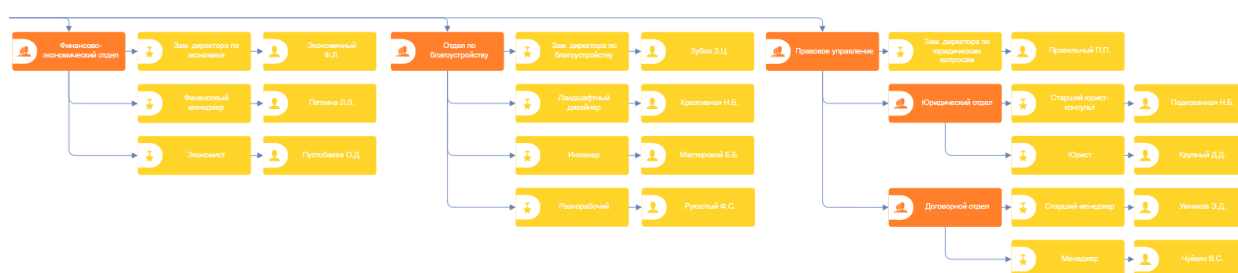 Финансово-
экономический отдел
Зам. директора по
экономике
Экономичный
Ф.Л.
Финансовый
менеджер
Пяткина Л.Л.
Экономист
Пустобаева О.Д.
Отдел по
благоустройству
Зам. директора по
благоустройству
Зубев З.Ц.
Ландшафтный
дизайнер
Креативная Н.Б.
Инженер
Мастеровой Б.Б.
Разнорабочий
Рукастый Ф.С.
Правовое управление
Зам. директора по
юридическим
вопросам
Правильный П.П.
Юридический отдел
Старший юрист-
консульт
Подкованная Н.Б.
Юрист
Крупный Д.Д.
Договорной отдел
Старший менеджер
Умников Э.Д.
Менеджер
Чуйкин В.С.